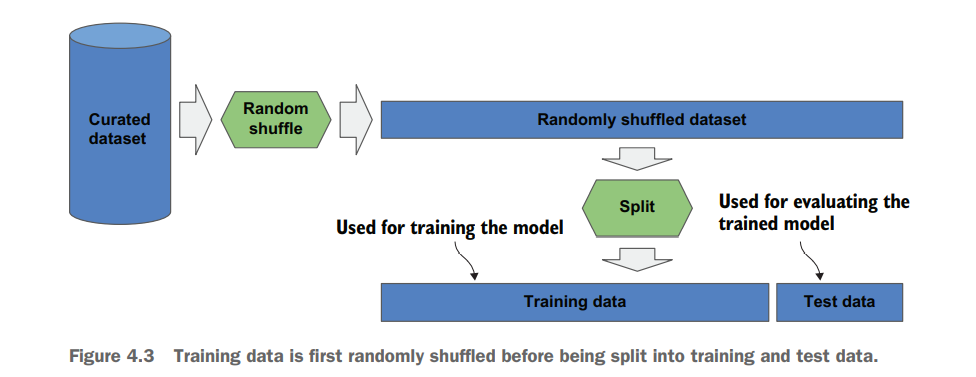 Curated
dataset
Random
shuffle
Randomly shuffled dataset
Split
Used for training the model
Used for evaluating the
trained model
Training data
Test data
Figure 4.3 Training data is first randomly shuffled before being split into training and test data.